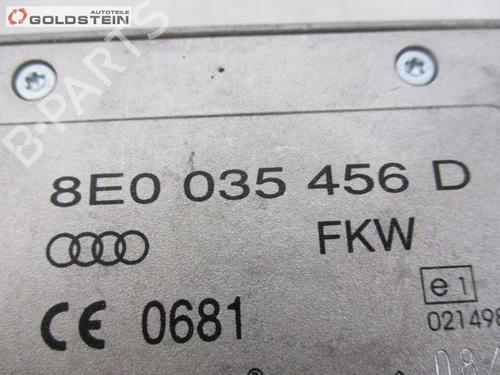 AUTOTEILE
GOLDSTEIN
B-PARTS
8E0 035 456 D
FKW
CE 0681
e1
021498